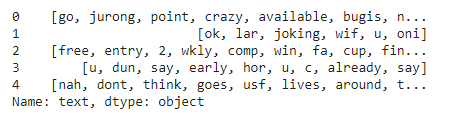 0 [go, jurong, point, crazy, available, bugis, n...
1 [ok, lar, joking, wif, u, oni]
2 [free, entry, 2, wkly, comp, win, fa, cup, fin...
3 [u, dun, say, early, hor, u, c, already, say]
4 [nah, dont, think, goes, usf, lives, around, t...
Name: text, dtype: object